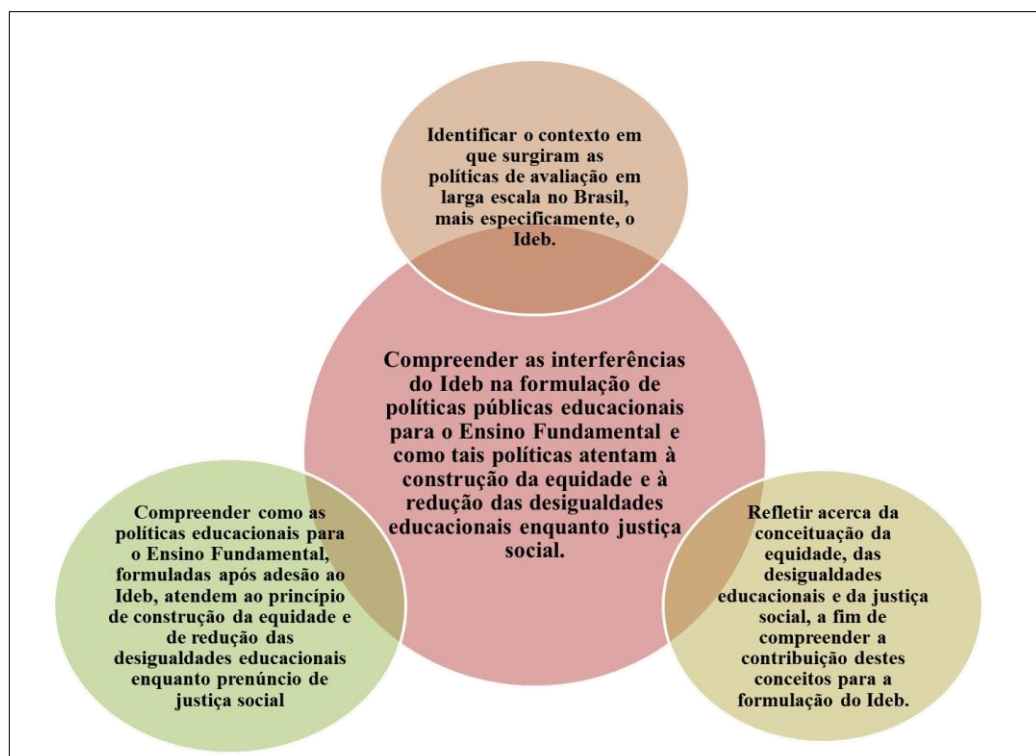 Identificar o contexto em
que surgiram as
políticas de avaliação em
larga escala no Brasil,
mais especificamente, o
Ideb.
Compreender as interferências
do Ideb na formulação de
políticas públicas educacionais
para o Ensino Fundamental e
como tais políticas atentam à
construção da equidade e à
redução das desigualdades
educacionais enquanto justiça
social.
Compreender como as
políticas educacionais para
o Ensino Fundamental,
formuladas após adesão ao
Ideb, atendem ao princípio
de construção da equidade e
de redução das
desigualdades educacionais
enquanto prenúncio de
justiça social
Refletir acerca da
conceituação da
equidade, das
desigualdades
educacionais e da justiça
social, a fim de
compreender a
contribuição destes
conceitos para a
formulação do Ideb.